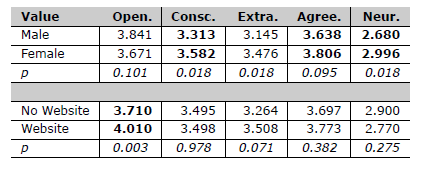 Value Open. Consc. Extra. Agree. Neur.
Male 3.841 3.313 3.145 3.638 2.680
Female 3.671 3.582 3.476 3.806 2.996
p 0.101 0.018 0.018 0.095 0.018
No Website 3.710 3.495 3.264 3.697 2.900
Website 4.010 3.498 3.508 3.773 2.770
p 0.003 0.978 0.071 0.382 0.275